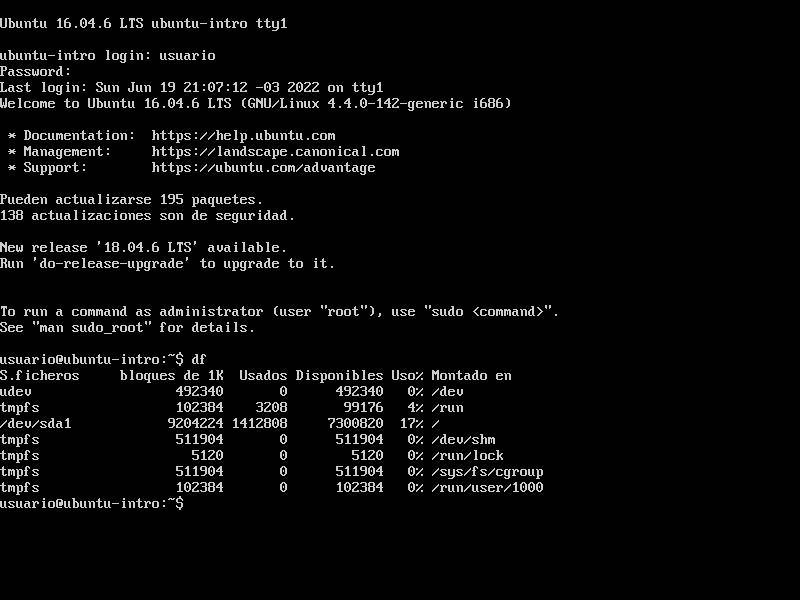 Ubuntu 16.04.6 LTS ubuntu-intro tty1
ubuntu-intro login: usuario
Password:
Last login: Sun Jun 19 21:07:12 -03 2022 on tty1
Welcome to Ubuntu 16.04.6 LTS (GNU/Linux 4.4.0-142-generic i686)
 * Documentation:  https://help.ubuntu.com
 * Management:     https://landscape.canonical.com
 * Support:        https://ubuntu.com/advantage
Pueden actualizarse 195 paquetes.
138 actualizaciones son de seguridad.
New release '18.04.6 LTS' available.
Run 'do-release-upgrade' to upgrade to it.
To run a command as administrator (user "root"), use "sudo <command>".
See "man sudo_root" for details.
usuario@ubuntu-intro:~$ df
S.ficheros     bloques de 1K  Usados Disponibles Uso% Montado en
udev                  492340       0      492340   0% /dev
tmpfs                 102384    3208       99176   4% /run
/dev/sda1            9204224 1412808     7300820  17% /
tmpfs                 511904       0      511904   0% /dev/shm
tmpfs                   5120       0        5120   0% /run/lock
tmpfs                 511904       0      511904   0% /sys/fs/cgroup
tmpfs                 102384       0      102384   0% /run/user/1000
usuario@ubuntu-intro:~$